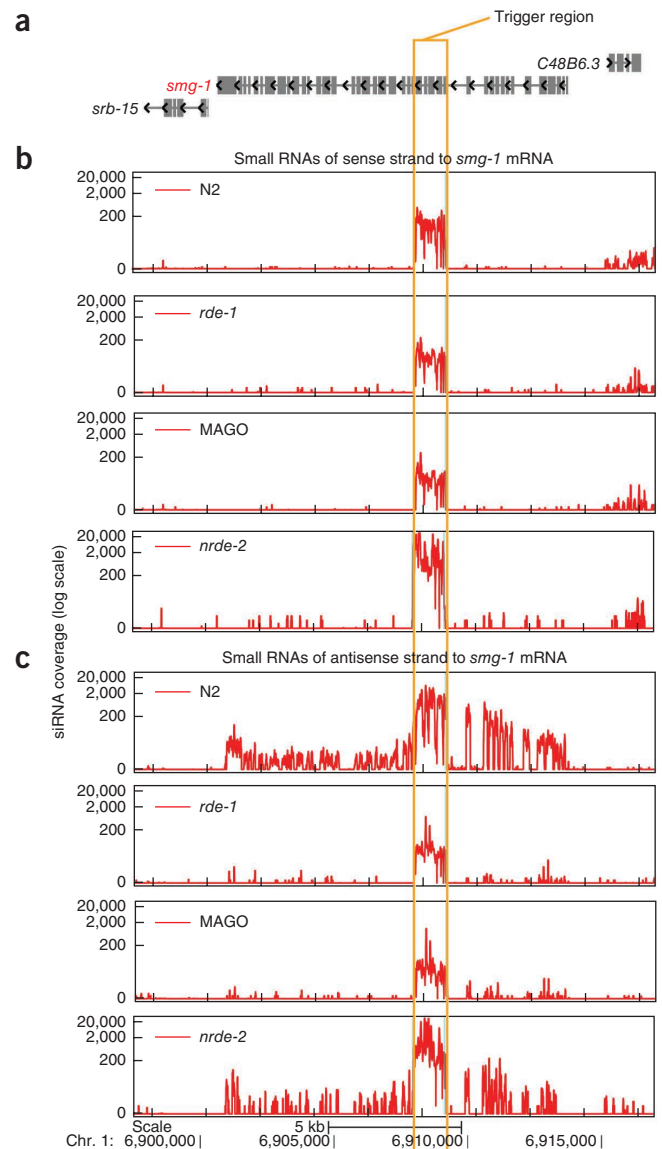 a
Trigger region
C48B6.3
smg-1
srb-15
b
Small RNAs of sense strand to smg-1 mRNA
20,000
2,000
200
0
N2
20,000
2,000
200
0
rde-1
20,000
2,000
200
0
MAGO
20,000
2,000
200
0
nrde-2
siRNA coverage (log scale)
c
Small RNAs of antisense strand to smg-1 mRNA
20,000
2,000
200
0
N2
20,000
2,000
200
0
rde-1
20,000
2,000
200
0
MAGO
20,000
2,000
200
0
nrde-2
Scale 5 kb
Chr. 1: 6,900,000 6,905,000 6,910,000 6,915,000